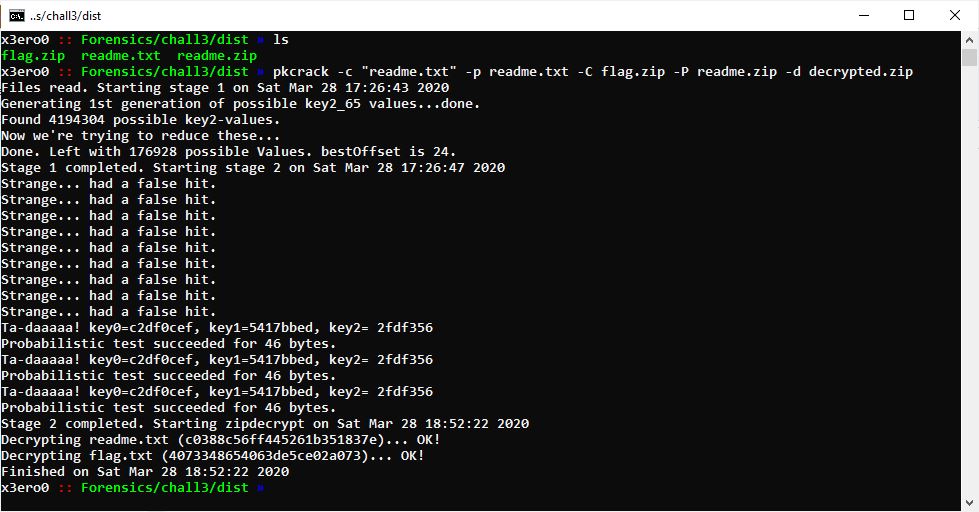 ..s/chall3/dist
x3ero0 :: Forensics/chall3/dist » ls
flag.zip readme.txt readme.zip
x3ero0 :: Forensics/chall3/dist » pkcrack -c "readme.txt" -p readme.txt -C flag.zip -P readme.zip -d decrypted.zip
Files read. Starting stage 1 on Sat Mar 28 17:26:43 2020
Generating 1st generation of possible key2_65 values...done.
Found 4194304 possible key2-values.
Now we're trying to reduce these...
Done. Left with 176928 possible Values. bestOffset is 24.
Stage 1 completed. Starting stage 2 on Sat Mar 28 17:26:47 2020
Strange... had a false hit.
Strange... had a false hit.
Strange... had a false hit.
Strange... had a false hit.
Strange... had a false hit.
Strange... had a false hit.
Strange... had a false hit.
Strange... had a false hit.
Strange... had a false hit.
Ta-daaaaa! key0=c2df0cef, key1=5417bbed, key2= 2fdf356
Probabilistic test succeeded for 46 bytes.
Ta-daaaaa! key0=c2df0cef, key1=5417bbed, key2= 2fdf356
Probabilistic test succeeded for 46 bytes.
Ta-daaaaa! key0=c2df0cef, key1=5417bbed, key2= 2fdf356
Probabilistic test succeeded for 46 bytes.
Stage 2 completed. Starting zipdecrypt on Sat Mar 28 18:52:22 2020
Decrypting readme.txt (c0388c56ff445261b351837e)... OK!
Decrypting flag.txt (4073348654063de5ce02a073)... OK!
Finished on Sat Mar 28 18:52:22 2020
x3ero0 :: Forensics/chall3/dist »